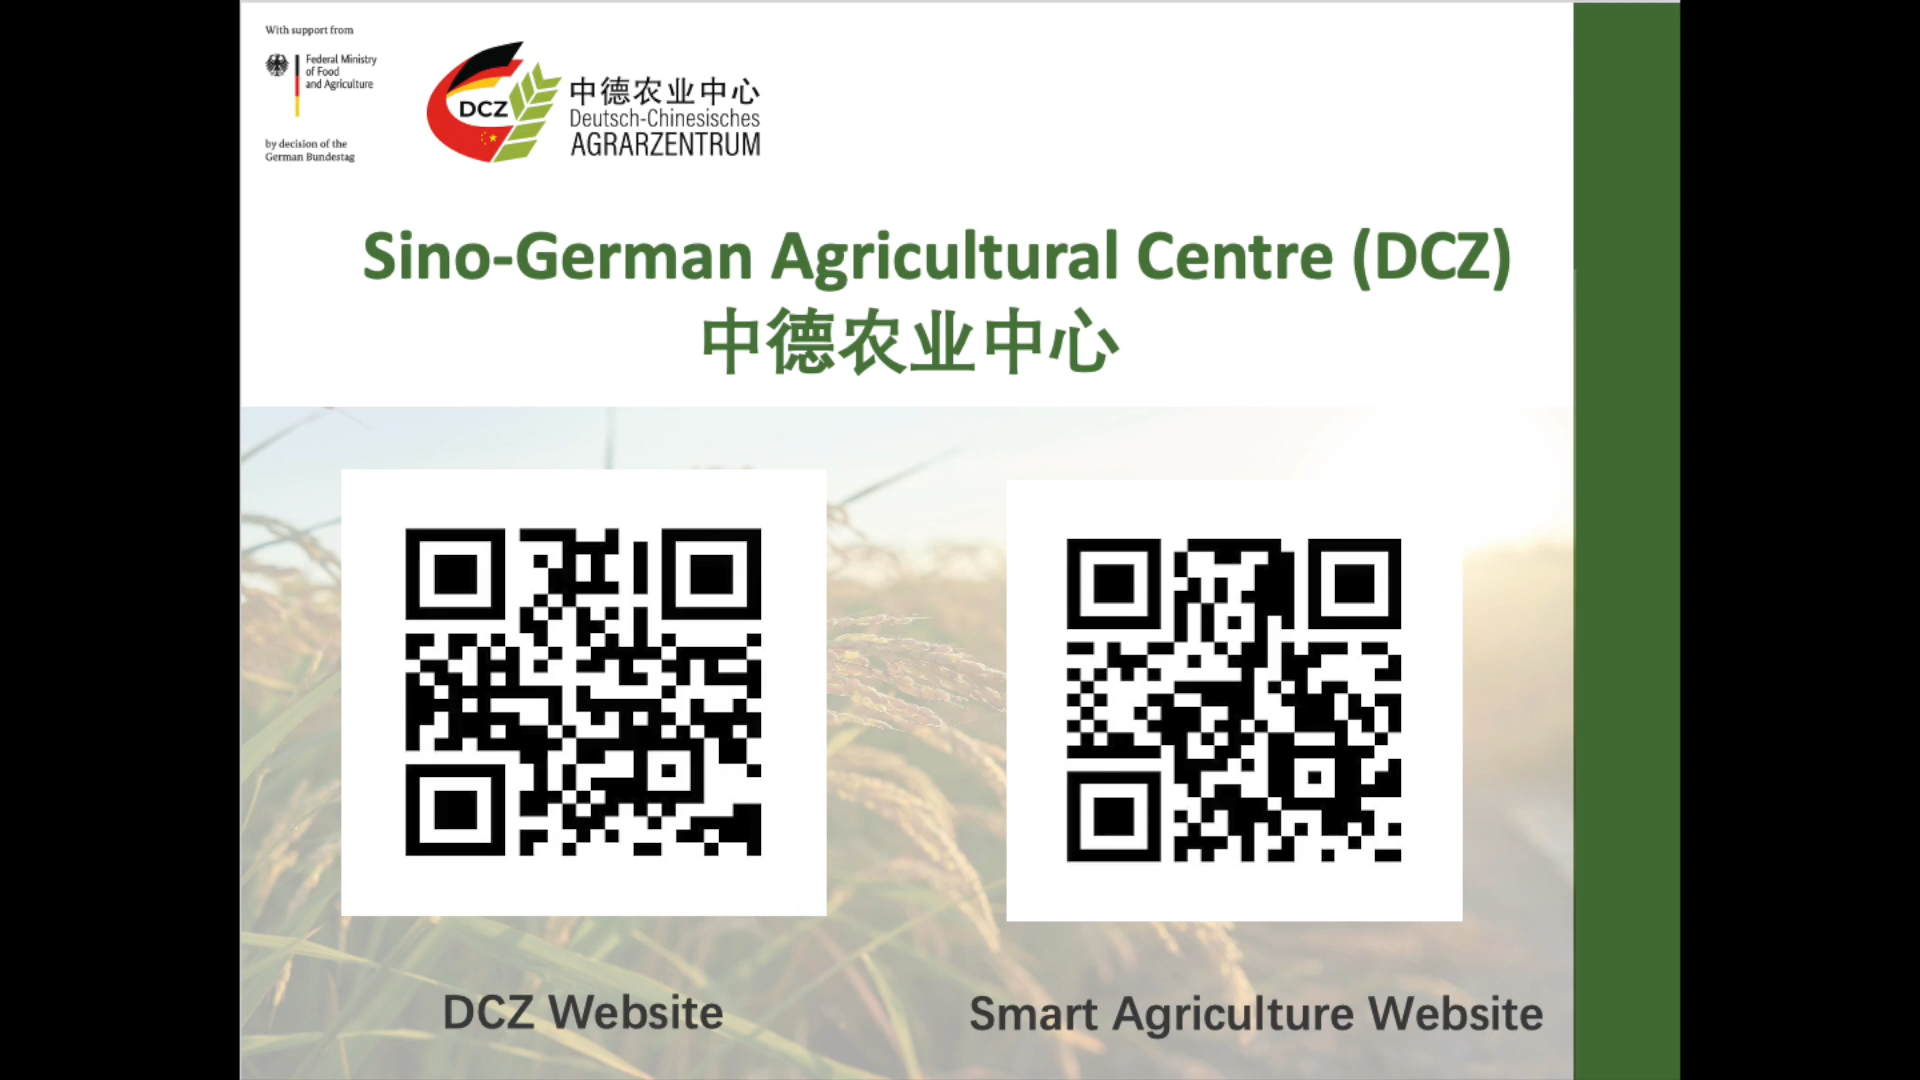 With support from
Federal Ministry
of Food
and Agriculture
by decision of the
German Bundestag
DCZ
中德农业中心
Deutsch-Chinesisches
AGRARZENTRUM
Sino-German Agricultural Centre (DCZ)
中德农业中心
DCZ Website
Smart Agriculture Website